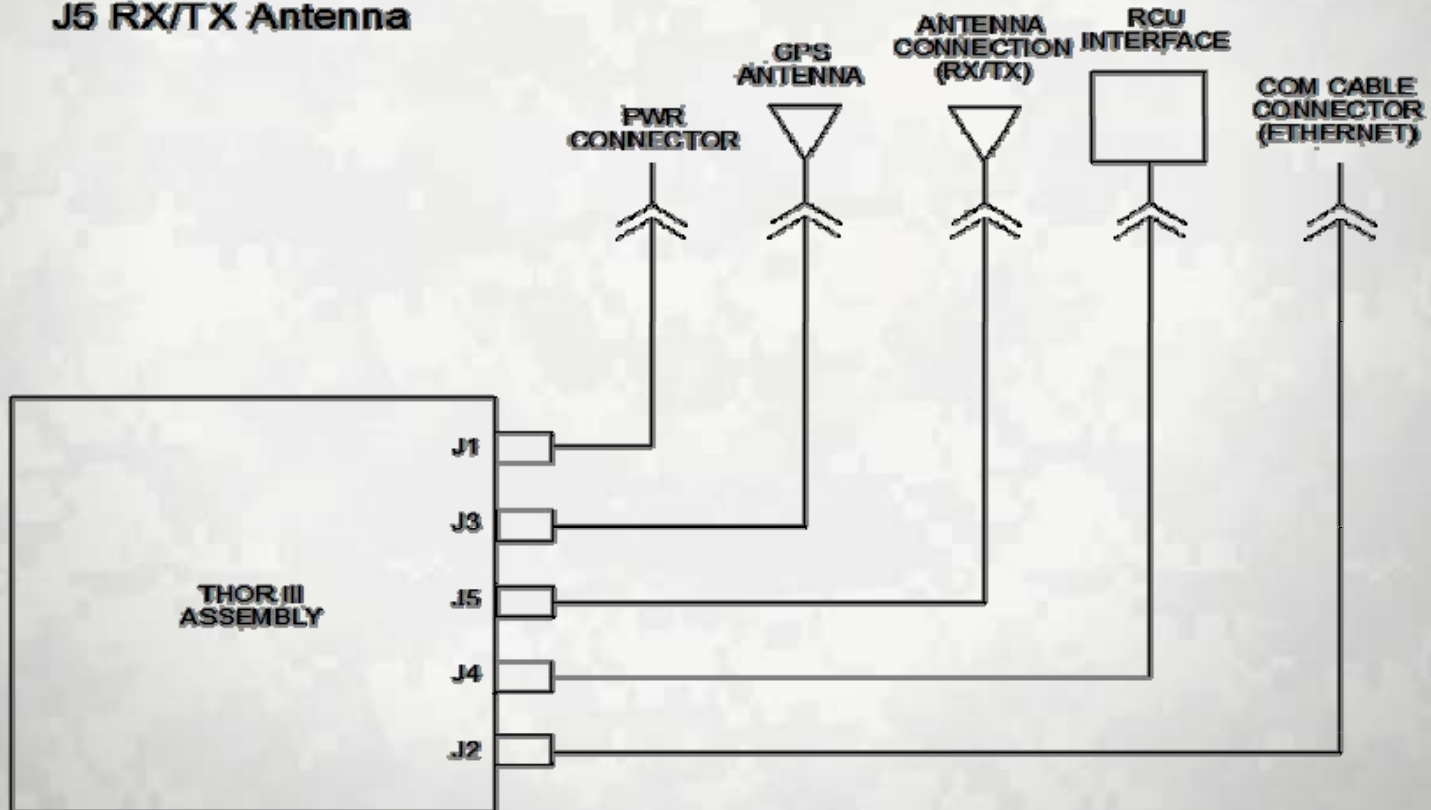 J5 RX/TX Antenna
PWR
CONNECTOR
GPS
ANTENNA
ANTENNA
CONNECTION
(RX/TX)
RCU
INTERFACE
COM CABLE
CONNECTOR
(ETHERNET)
J1
J3
J5
J4
J2
THOR III
ASSEMBLY